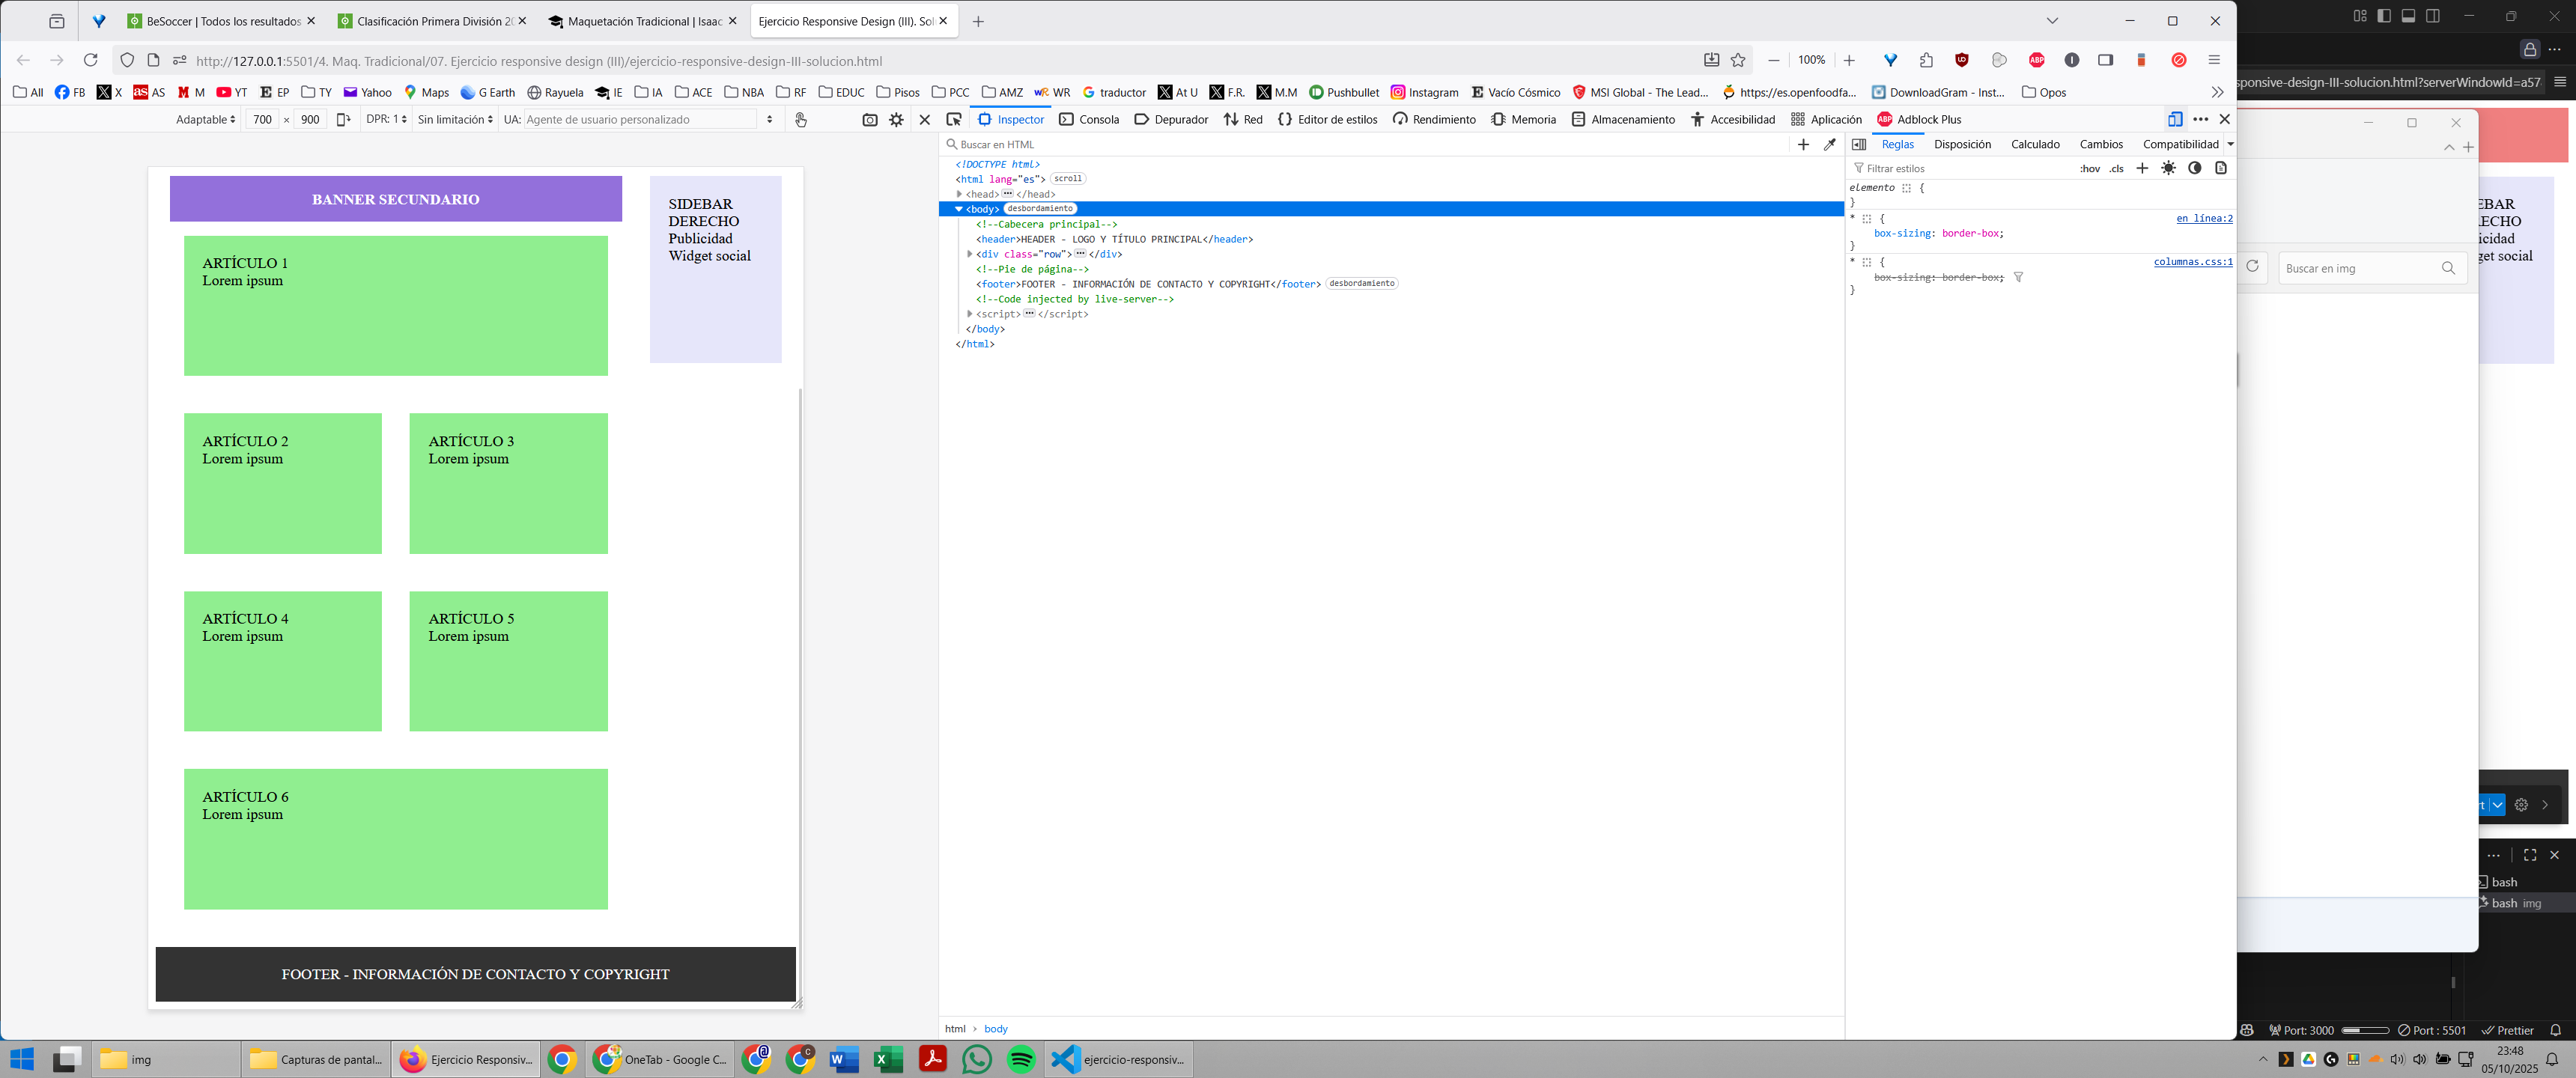 BeSoccer | Todos los resultados
Clasificación Primera División 20
Maquetación Tradicional | Isaac
Ejercicio Responsive Design (III). Sol
http://127.0.0.1:5501/4. Maq. Tradicional/07. Ejercicio responsive design (III)/ejercicio-responsive-design-III-solucion.html
100%
All FB X AS M YT EP TY Yahoo Maps G Earth Rayuela IE IA ACE NBA RF EDUC Pisos PCC AMZ WR traductor At U F.R. M.M Pushbullet Instagram Vacío Cósmico MSI Global - The Lead... https://es.openfoodfa... DownloadGram - Inst... Opos
Adaptable 700 × 900 DPR: 1 Sin limitación UA: Agente de usuario personalizado
Inspector Consola Depurador Red Editor de estilos Rendimiento Memoria Almacenamiento Accesibilidad Aplicación Adblock Plus
BANNER SECUNDARIO
SIDEBAR
DERECHO
Publicidad
Widget social
ARTÍCULO 1
Lorem ipsum
ARTÍCULO 2
Lorem ipsum
ARTÍCULO 3
Lorem ipsum
ARTÍCULO 4
Lorem ipsum
ARTÍCULO 5
Lorem ipsum
ARTÍCULO 6
Lorem ipsum
FOOTER - INFORMACIÓN DE CONTACTO Y COPYRIGHT
Buscar en HTML
<!DOCTYPE html>
<html lang="es"> scroll
<head> ••• </head>
<body> desbordamiento
<!--Cabecera principal-->
<header>HEADER - LOGO Y TÍTULO PRINCIPAL</header>
<div class="row"> ••• </div>
<!--Pie de página-->
<footer>FOOTER - INFORMACIÓN DE CONTACTO Y COPYRIGHT</footer> desbordamiento
<!--Code injected by live-server-->
<script> ••• </script>
</body>
</html>
html › body
Reglas Disposición Calculado Cambios Compatibilidad
Filtrar estilos
:hov .cls
elemento {
}
* { en línea:2
box-sizing: border-box;
}
* { columnas.css:1
box-sizing: border-box;
}
sponsive-design-III-solucion.html?serverWindowId=a57
EBAR
RECHO
licidad
get social
Buscar en img
rt
bash
bash img
Port: 3000 Port : 5501 Prettier
img
Capturas de pantal...
Ejercicio Responsiv...
OneTab - Google C...
ejercicio-responsiv...
23:48
05/10/2025